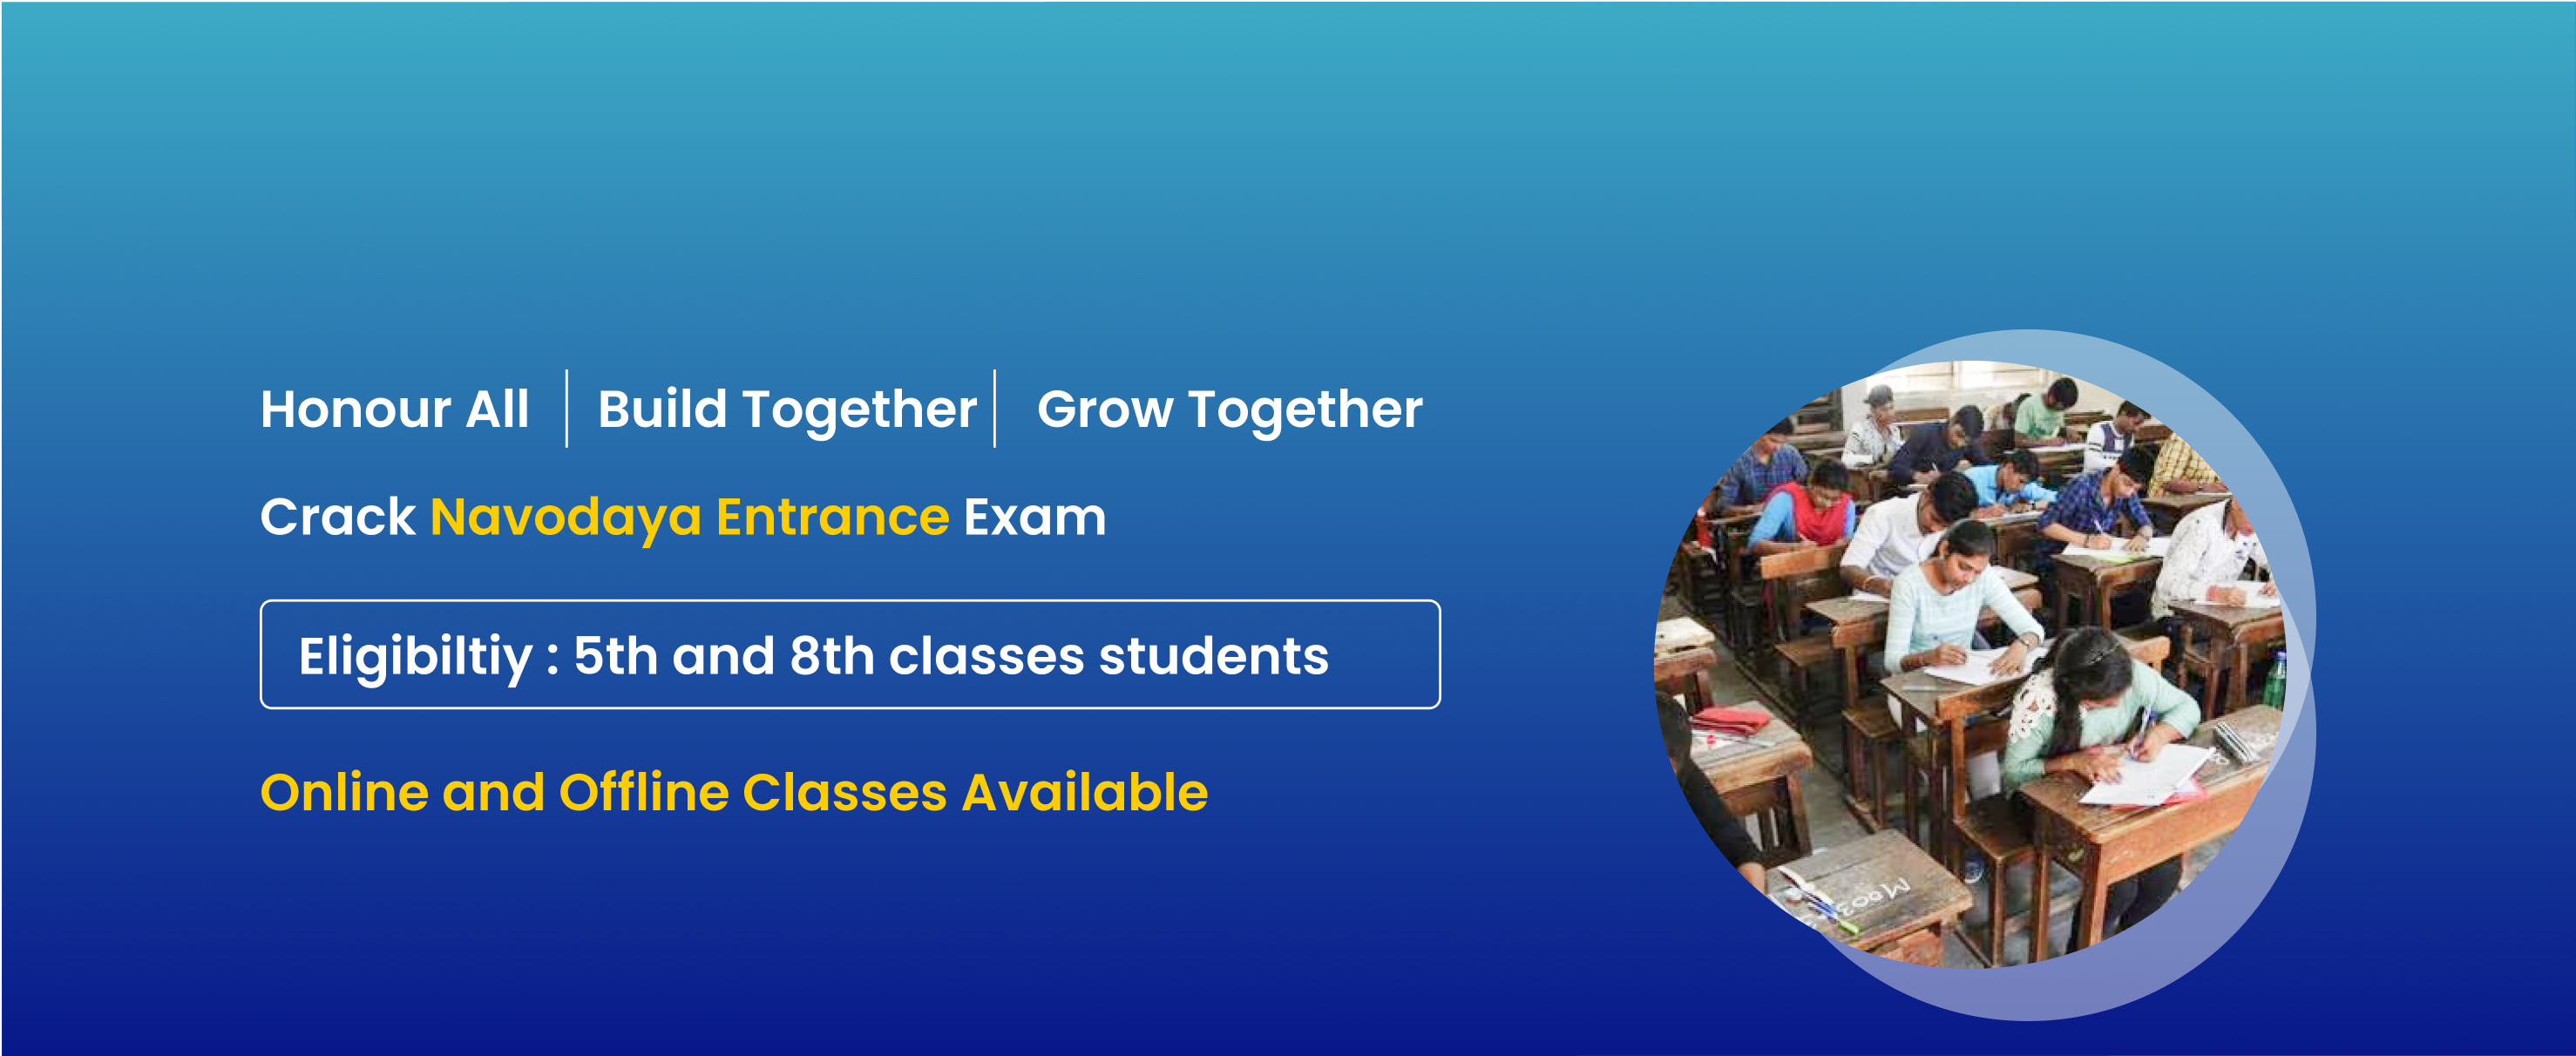 Honour All | Build Together | Grow Together
Crack Navodaya Entrance Exam
Eligibiltiy : 5th and 8th classes students
Online and Offline Classes Available